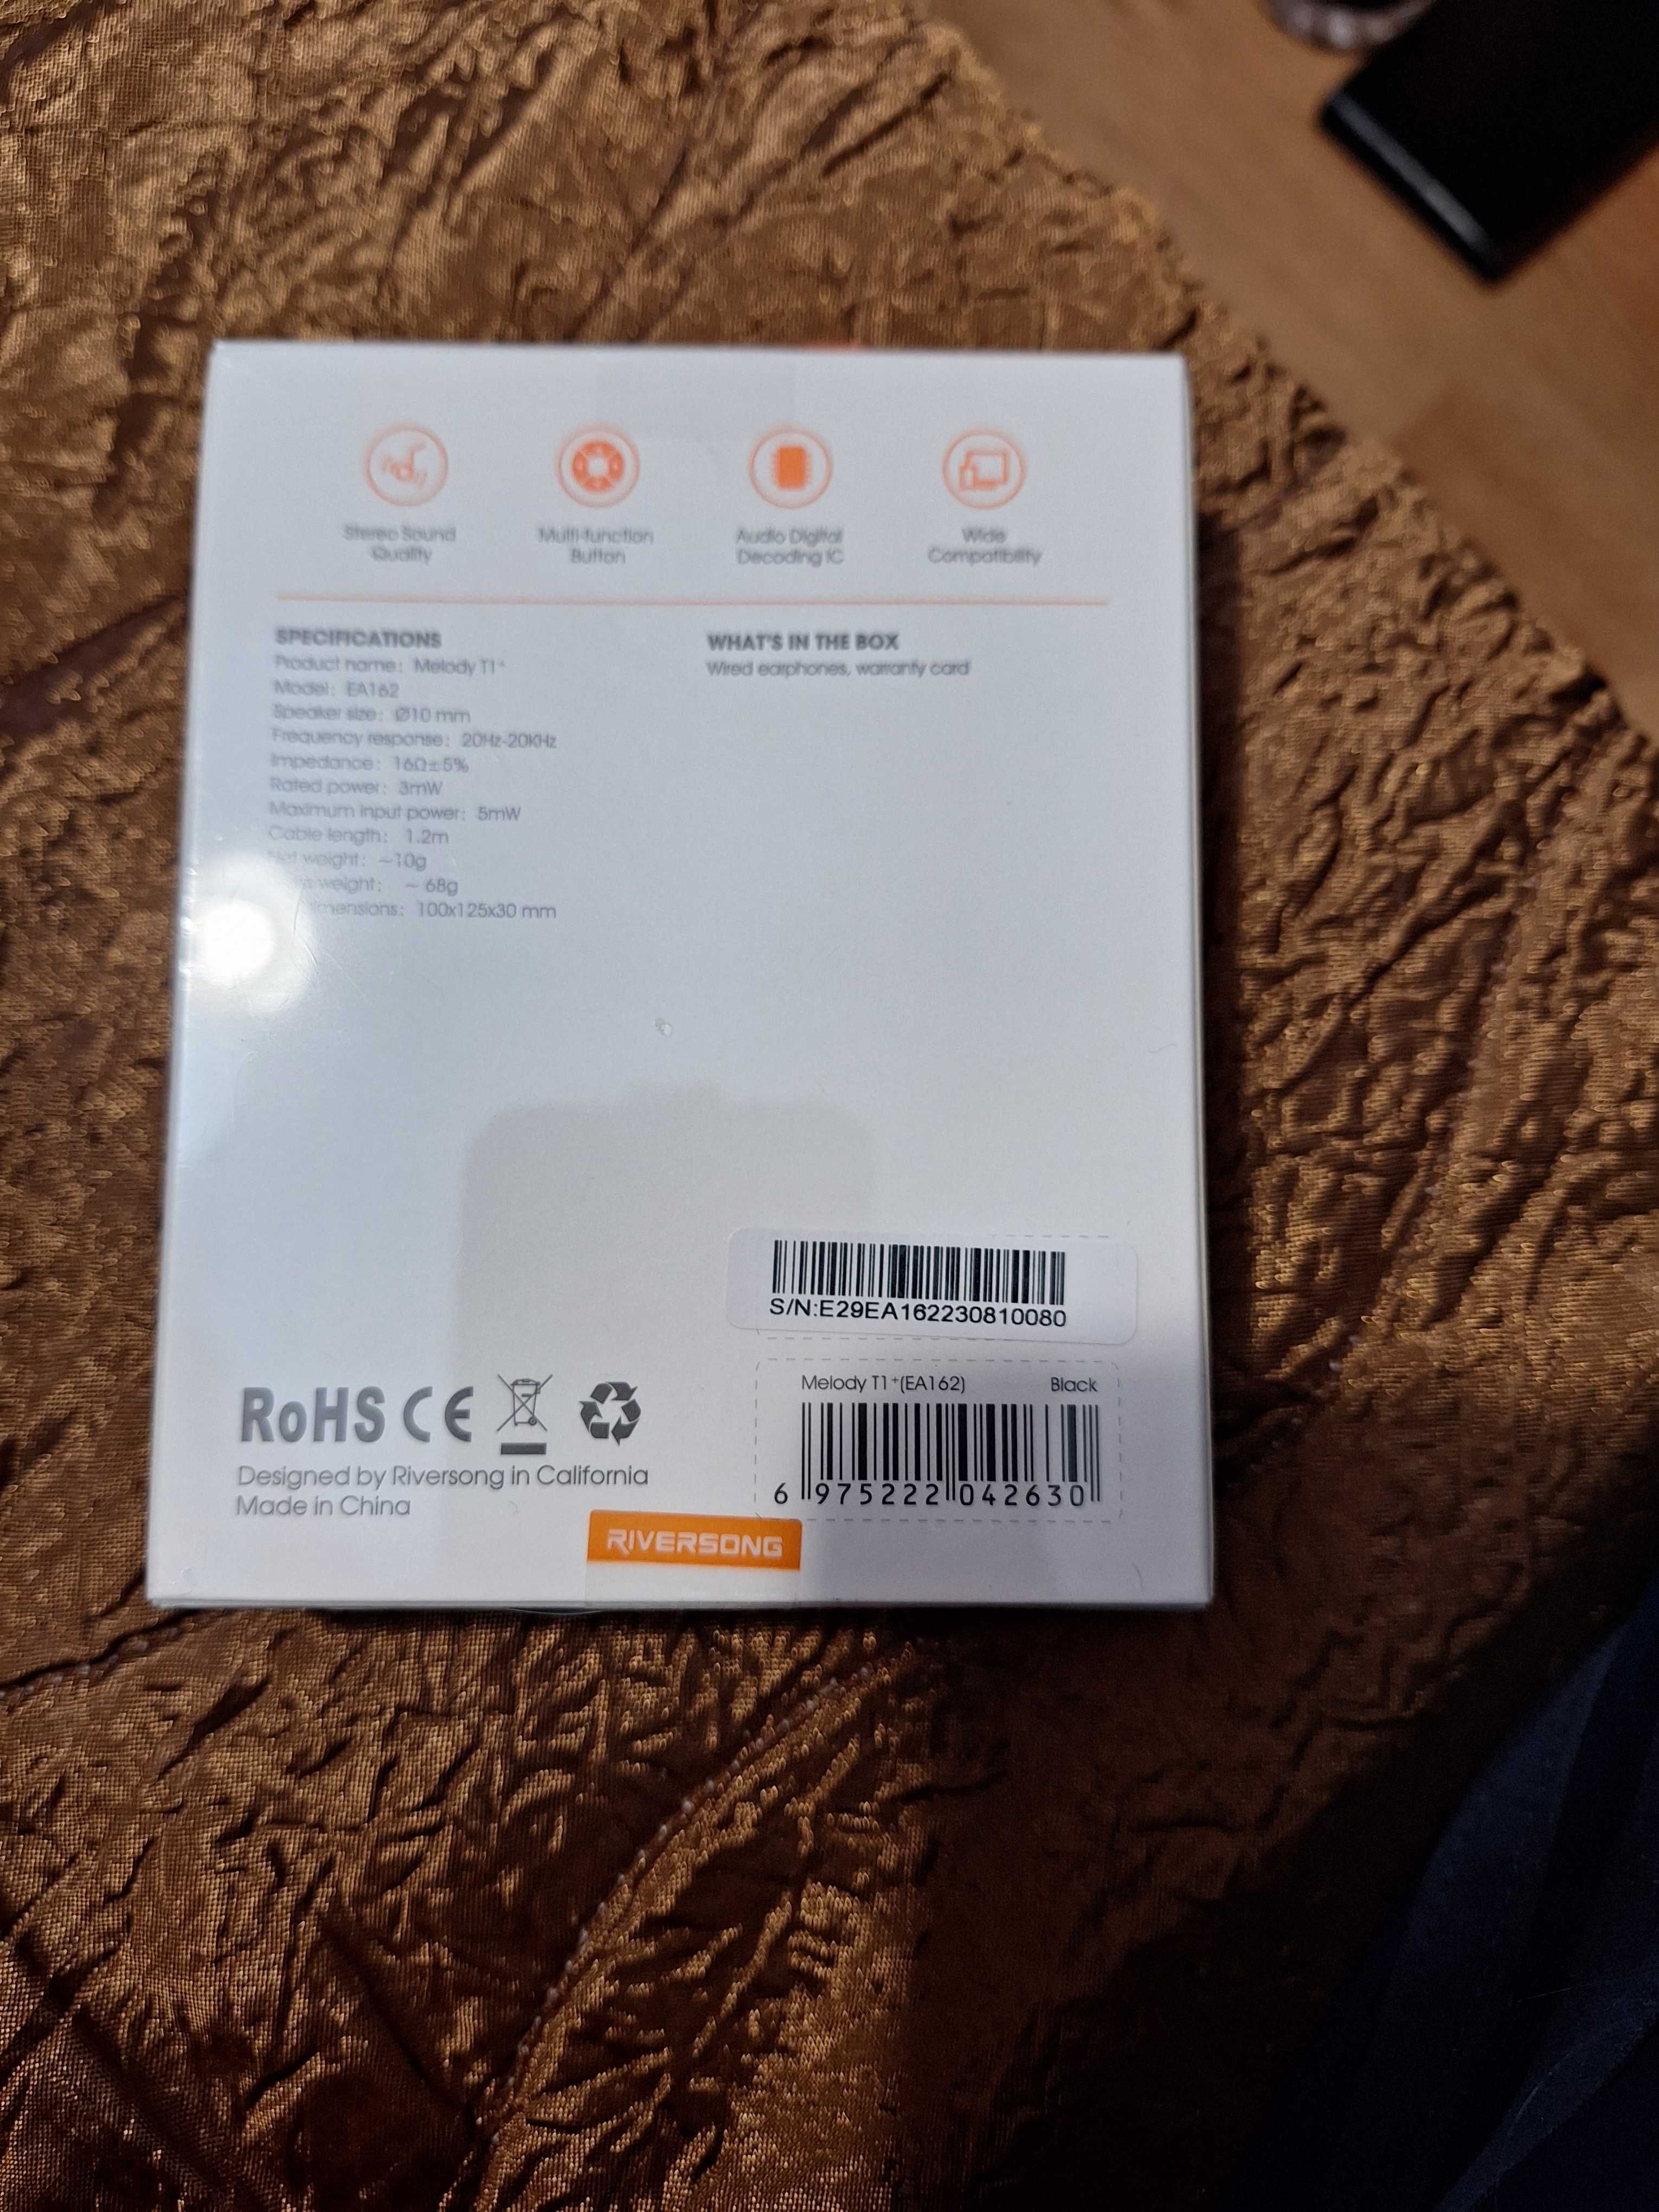 Stereo Sound
Quality
Multi-function
Button
Audio Digital
Decoding IC
Wide
Compatibility
SPECIFICATIONS
Product name: Melody T1+
Model: EA162
Speaker size: Ø10 mm
Frequency response: 20Hz-20KHz
Impedance: 16Ω±5%
Rated power: 3mW
Maximum input power: 5mW
Cable length: 1.2m
Net weight: ~10g
weight: ~ 68g
dimensions: 100x125x30 mm
WHAT'S IN THE BOX
Wired earphones, warranty card
S/N:E29EA162230810080
Melody T1+(EA162) Black
6 975222 042630
RoHS CE
Designed by Riversong in California
Made in China
RIVERSONG